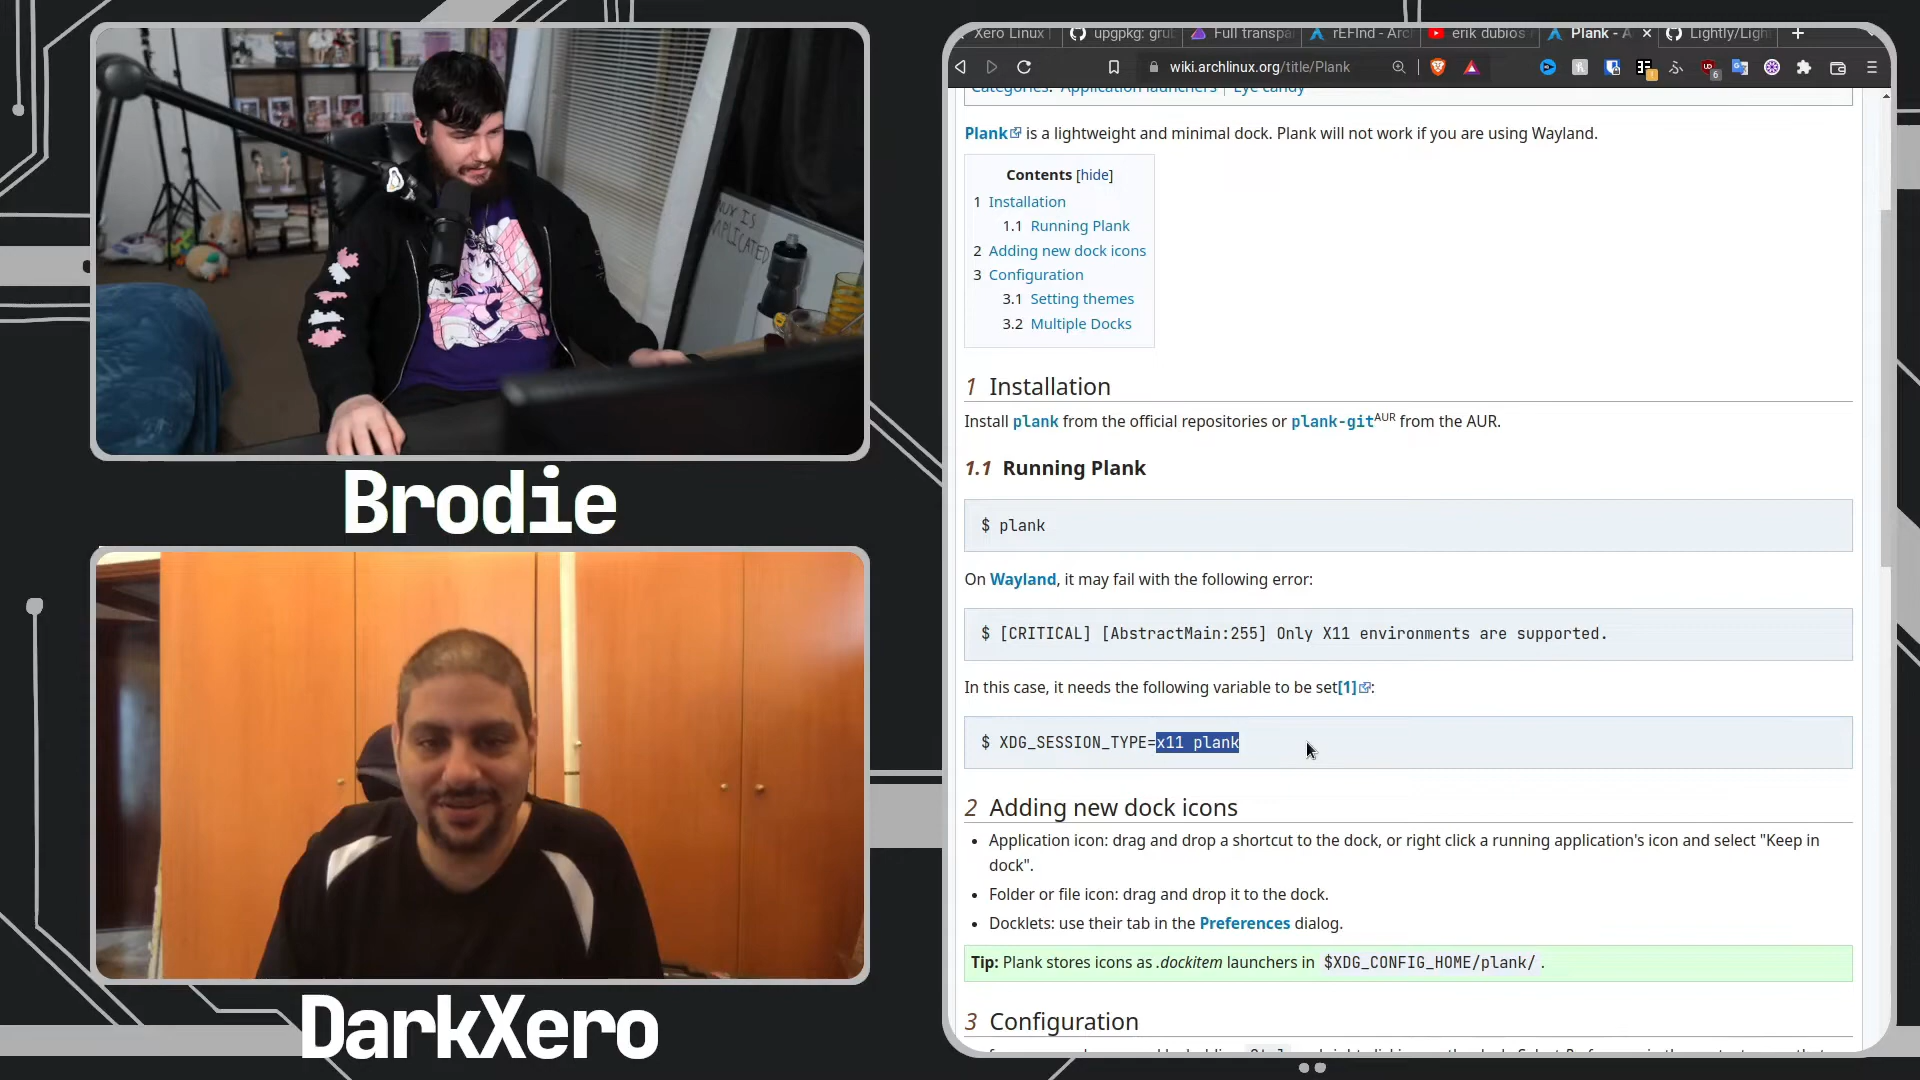 Xero Linux
upgpkg: gru
Full transpa
rEFInd - Arc
erik dubios
Plank - A
Lightly/Ligh
wiki.archlinux.org/title/Plank
6
Categories: Application launchers | Eye candy
Plank is a lightweight and minimal dock. Plank will not work if you are using Wayland.
Contents [hide]
1 Installation
1.1 Running Plank
2 Adding new dock icons
3 Configuration
3.1 Setting themes
3.2 Multiple Docks
1 Installation
Install plank from the official repositories or plank-git AUR from the AUR.
1.1 Running Plank
$ plank
On Wayland, it may fail with the following error:
$ [CRITICAL] [AbstractMain:255] Only X11 environments are supported.
In this case, it needs the following variable to be set[1]:
$ XDG_SESSION_TYPE=x11 plank
2 Adding new dock icons
• Application icon: drag and drop a shortcut to the dock, or right click a running application's icon and select "Keep in
dock".
• Folder or file icon: drag and drop it to the dock.
• Docklets: use their tab in the Preferences dialog.
Tip: Plank stores icons as .dockitem launchers in $XDG_CONFIG_HOME/plank/ .
3 Configuration
IS
Brodie
DarkXero